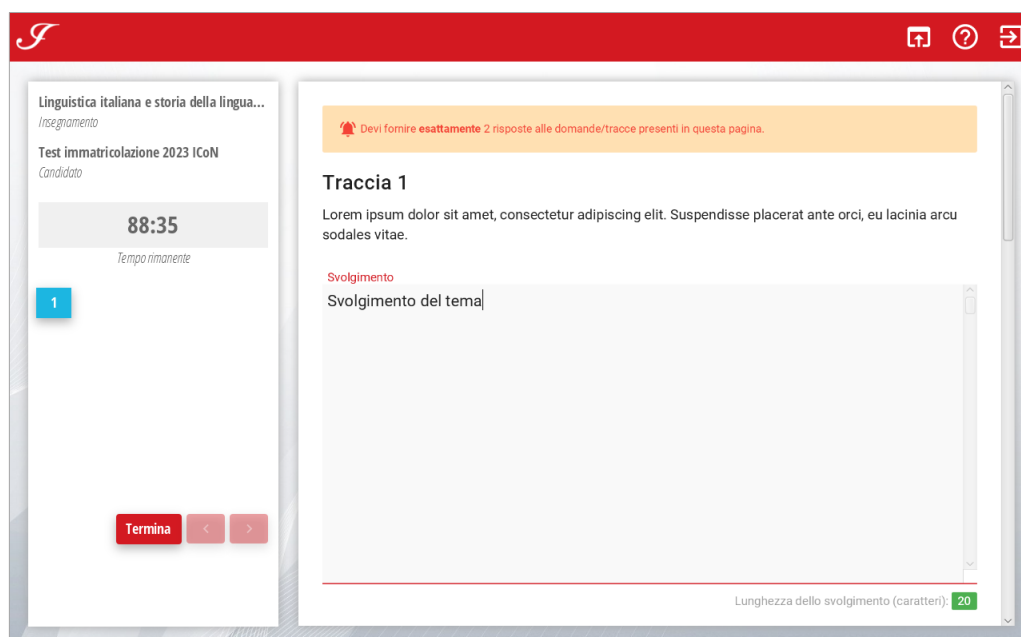 Linguistica italiana e storia della lingua...
Insegnamento
Test immatricolazione 2023 ICoN
Candidato
88:35
Tempo rimanente
1
Termina
Devi fornire esattamente 2 risposte alle domande/tracce presenti in questa pagina.
Traccia 1
Lorem ipsum dolor sit amet, consectetur adipiscing elit. Suspendisse placerat ante orci, eu lacinia arcu
sodales vitae.
Svolgimento
Svolgimento del tema
Lunghezza dello svolgimento (caratteri): 20